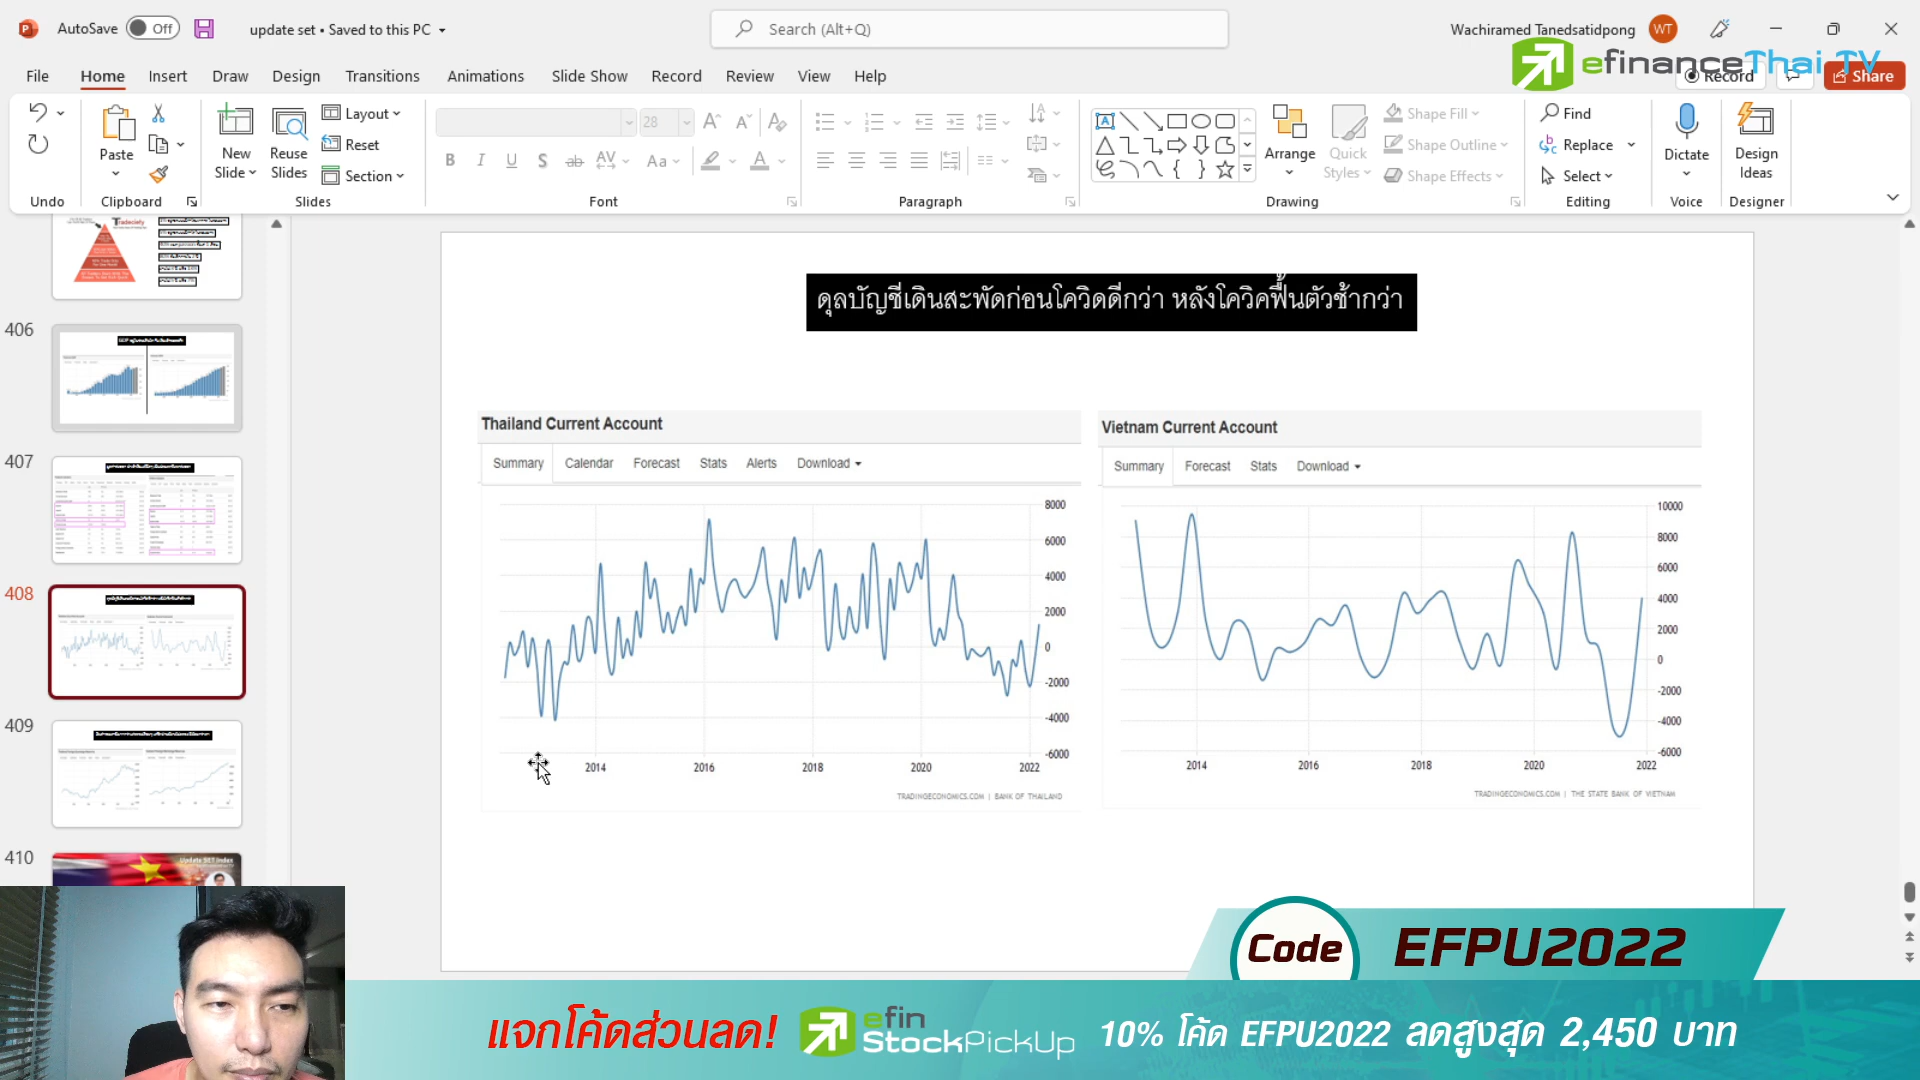 AutoSave Off update set • Saved to this PC Search (Alt+Q) Wachiramed Tanedsatidpong WT
efinanceThai TV
File Home Insert Draw Design Transitions Animations Slide Show Record Review View Help Record Share
Undo
Paste
Clipboard
New Slide
Reuse Slides
Layout
Reset
Section
Slides
28
Font
Paragraph
Arrange
Quick Styles
Shape Fill
Shape Outline
Shape Effects
Drawing
Find
Replace
Select
Editing
Dictate
Voice
Design Ideas
Designer
Tradeciety
406
407
408
409
410
Update SET Index
ดุลบัญชีเดินสะพัดก่อนโควิดดีกว่า หลังโควิคฟื้นตัวช้ากว่า
Thailand Current Account
Summary Calendar Forecast Stats Alerts Download
8000
6000
4000
2000
0
-2000
-4000
-6000
2014 2016 2018 2020 2022
TRADINGECONOMICS.COM | BANK OF THAILAND
Vietnam Current Account
Summary Forecast Stats Download
10000
8000
6000
4000
2000
0
-2000
-4000
-6000
2014 2016 2018 2020 2022
TRADINGECONOMICS.COM | THE STATE BANK OF VIETNAM
Code EFPU2022
แจกโค้ดส่วนลด! efin StockPickUp 10% โค้ด EFPU2022 ลดสูงสุด 2,450 บาท